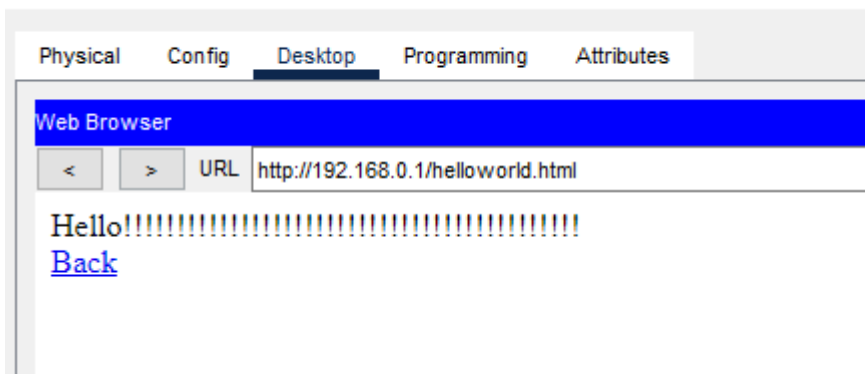 Physical Config Desktop Programming Attributes
Web Browser
< > URL http://192.168.0.1/helloworld.html
Hello!!!!!!!!!!!!!!!!!!!!!!!!!!!!!!!!!!!!!!!!!!!
Back